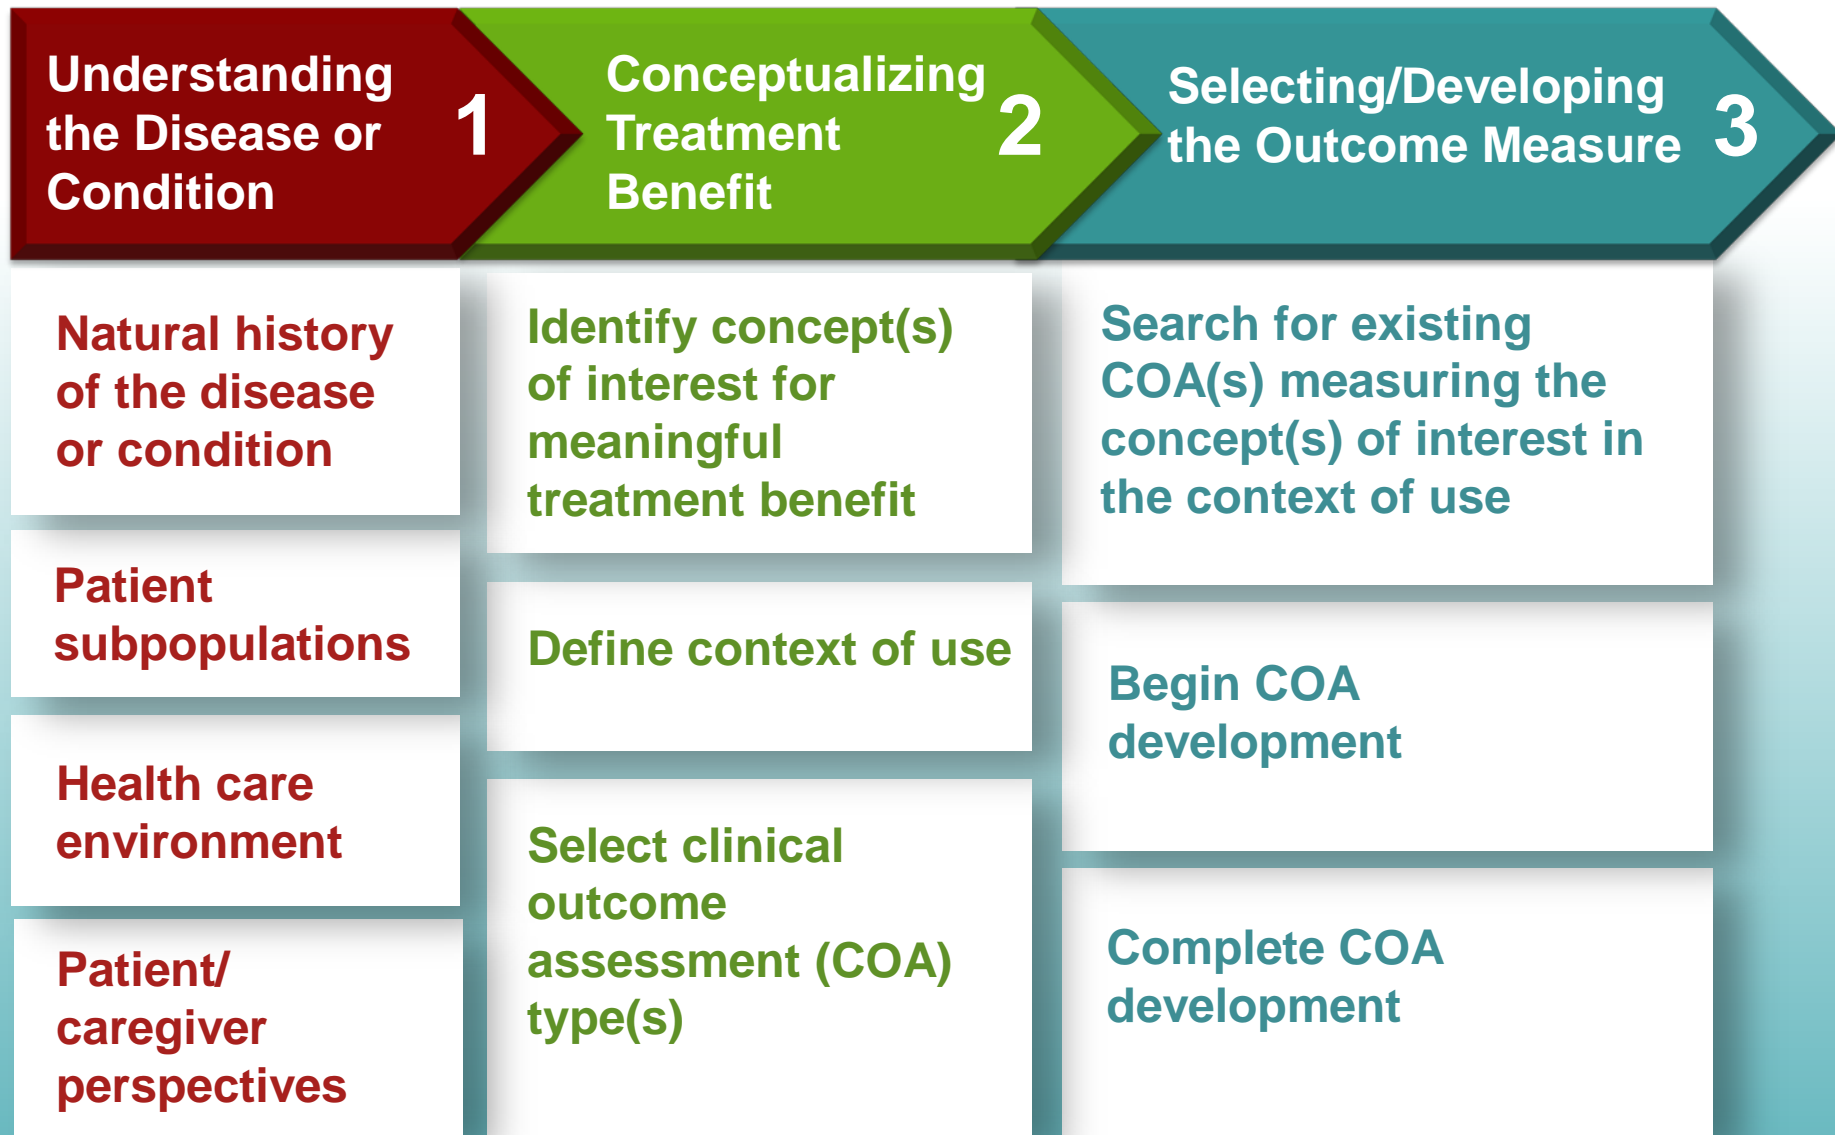 Understanding
the Disease or
Condition
1
Conceptualizing
Treatment
Benefit
2
Selecting/Developing
the Outcome Measure
3
Natural history
of the disease
or condition
Patient
subpopulations
Health care
environment
Patient/
caregiver
perspectives
Identify concept(s)
of interest for
meaningful
treatment benefit
Define context of use
Select clinical
outcome
assessment (COA)
type(s)
Search for existing
COA(s) measuring the
concept(s) of interest in
the context of use
Begin COA
development
Complete COA
development